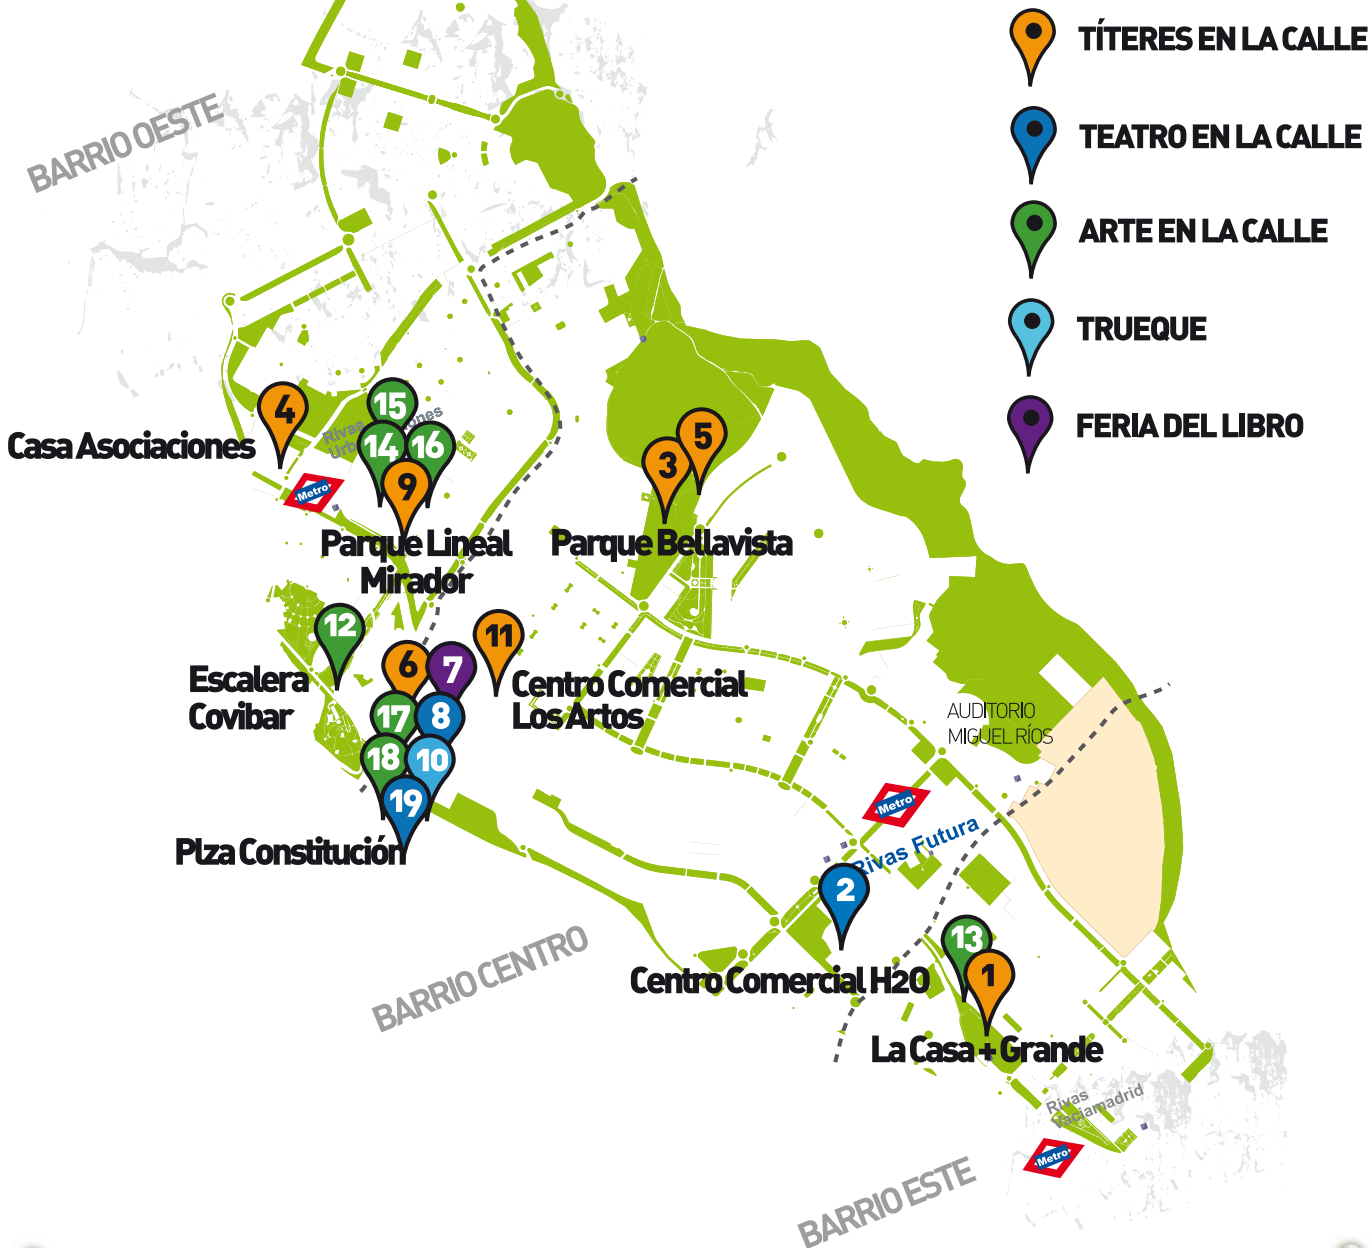 TÍTERES EN LA CALLE
TEATRO EN LA CALLE
ARTE EN LA CALLE
TRUEQUE
FERIA DEL LIBRO
BARRIO OESTE
4
15
14
16
9
5
3
Casa Asociaciones
Rivas
Metro
Parque Lineal
Mirador
Parque Bellavista
12
6
7
11
17
8
18
10
19
Escalera
Covibar
Centro Comercial
Los Artos
Plza Constitución
AUDITORIO
MIGUEL RÍOS
Metro
Rivas Futura
2
13
1
Centro Comercial H2O
La Casa + Grande
BARRIO CENTRO
Rivas
Vaciamadrid
Metro
BARRIO ESTE